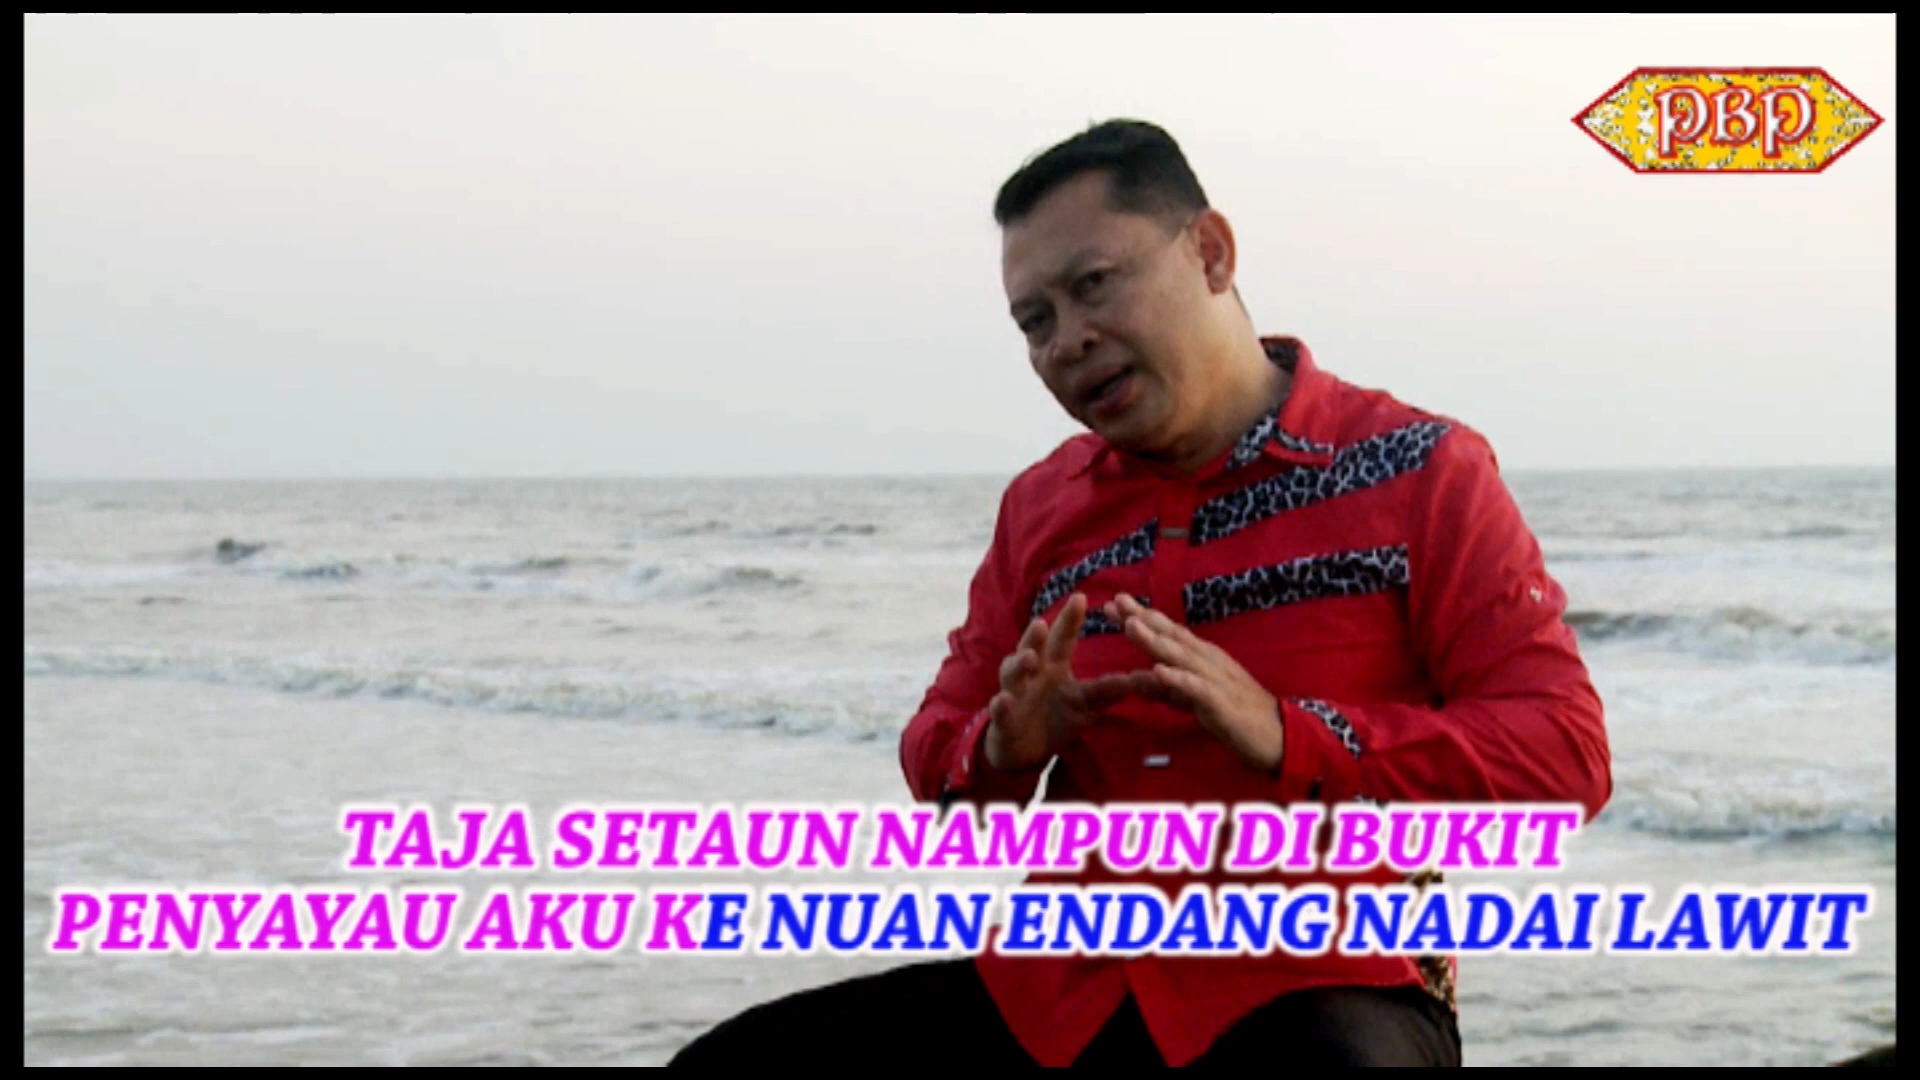 PBP
TAJA SETAUN NAMPUN DI BUKIT
PENYAYAU AKU KE NUAN ENDANG NADAI LAWIT